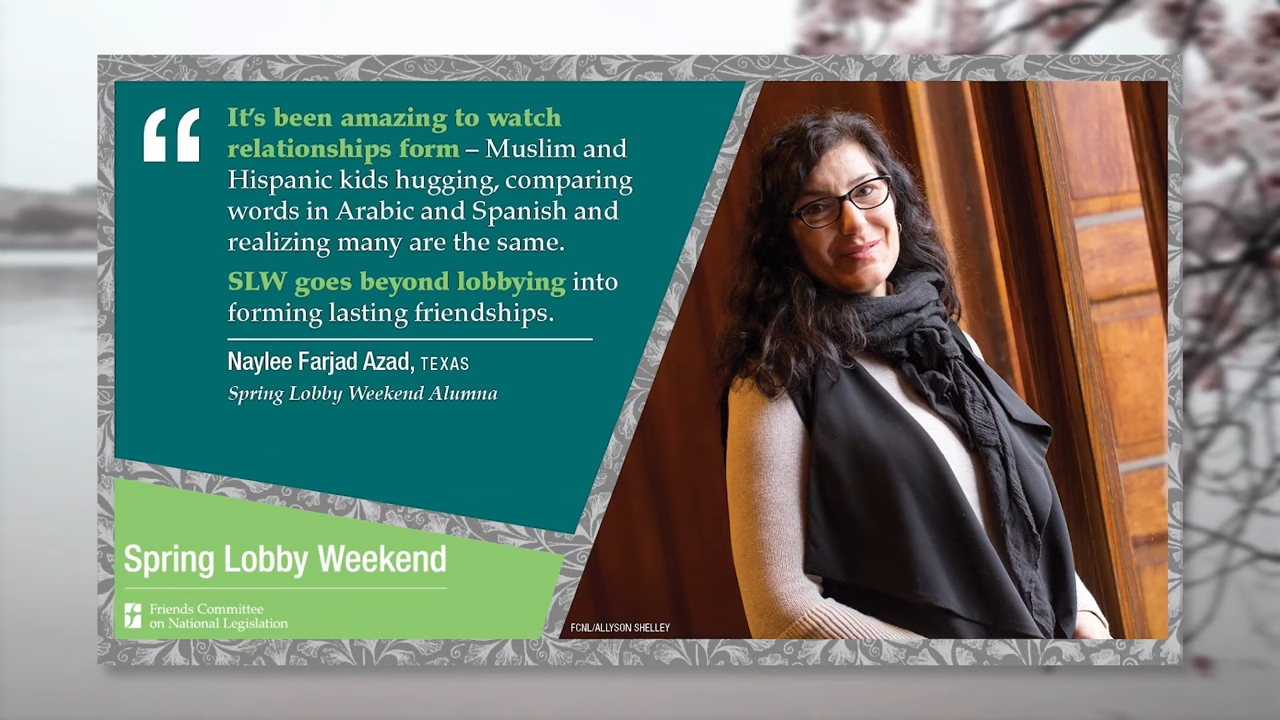 “
It’s been amazing to watch
relationships form – Muslim and
Hispanic kids hugging, comparing
words in Arabic and Spanish and
realizing many are the same.
SLW goes beyond lobbying into
forming lasting friendships.
Naylee Farjad Azad, TEXAS
Spring Lobby Weekend Alumna
Spring Lobby Weekend
Friends Committee
on National Legislation
FCNL/ALLYSON SHELLEY